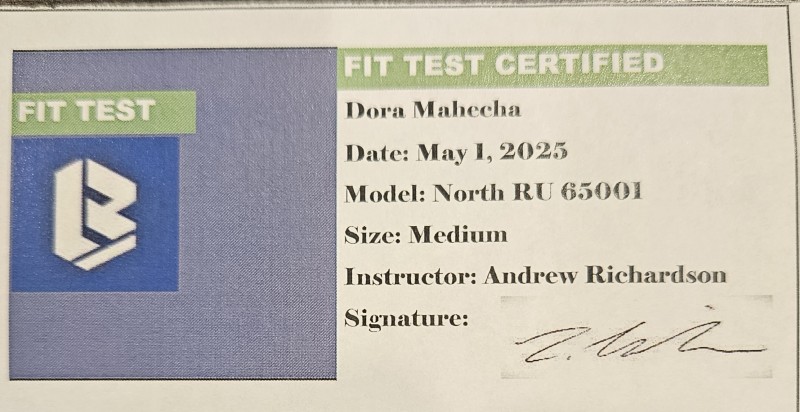 FIT TEST CERTIFIED
FIT TEST
Dora Mahecha
Date: May 1, 2025
Model: North RU 65001
Size: Medium
Instructor: Andrew Richardson
Signature: